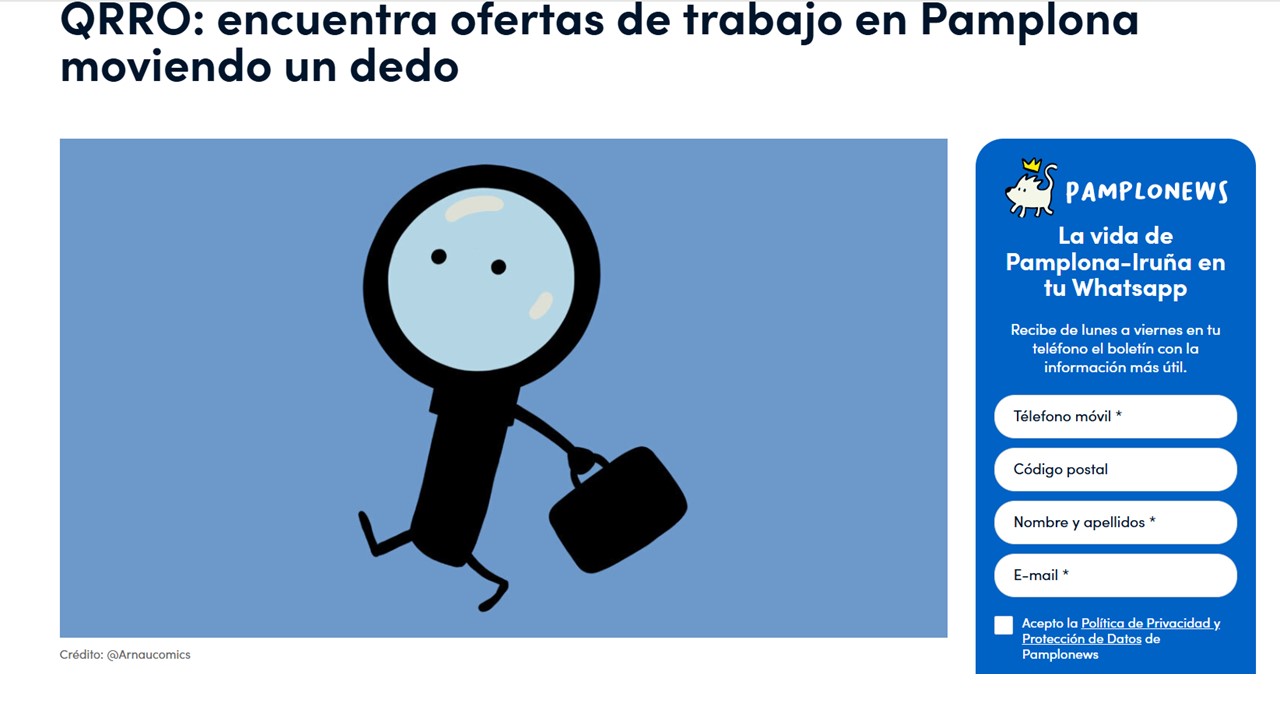 QRRO: encuentra ofertas de trabajo en Pamplona
moviendo un dedo
Crédito: @Arnaucomics
PAMPLONEWS
La vida de
Pamplona-Iruña en
tu Whatsapp
Recibe de lunes a viernes en tu
teléfono el boletín con la
información más útil.
Télefono móvil *
Código postal
Nombre y apellidos *
E-mail *
Acepto la Política de Privacidad y
Protección de Datos de
Pamplonews